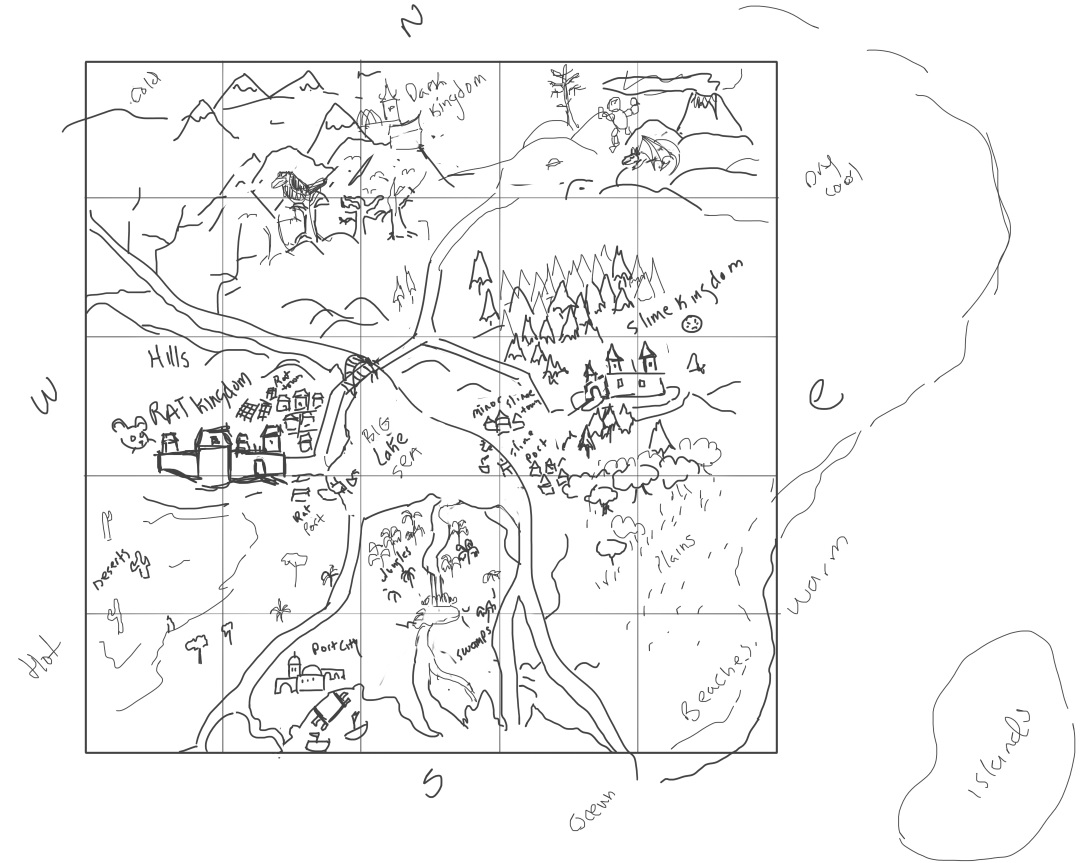 N
Cold
Dark
Kingdom
Dry
cool
Slime Kingdom
Hills
W
RAT Kingdom
Rat
town
e
minor slime
town
BIG
Lake
SEA
slime
port
Rat
Port
Deserts
Jungles
Plains
Warm
Hot
Port City
swomps
Beaches
Islands
S
Ocean